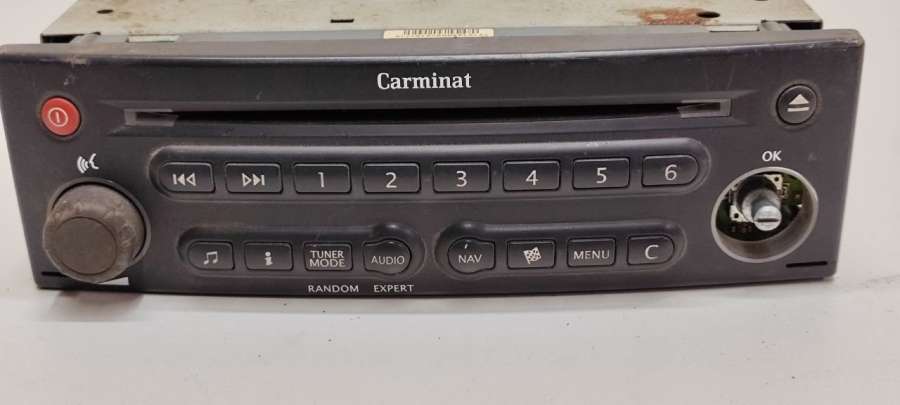 Carminat
OK
1 2 3 4 5 6
i TUNER MODE AUDIO NAV MENU C
RANDOM EXPERT